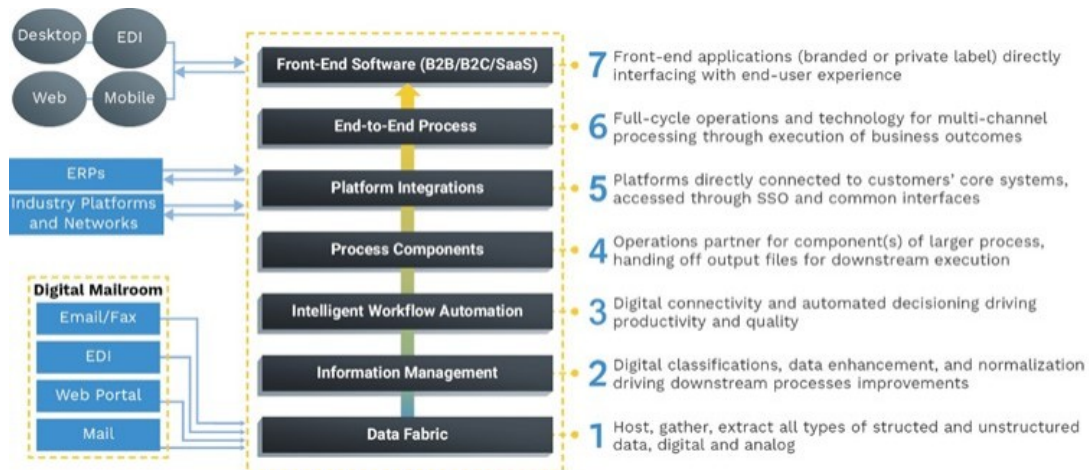 Desktop
EDI
Web
Mobile
Front-End Software (B2B/B2C/SaaS)
7
Front-end applications (branded or private label) directly
interfacing with end-user experience
End-to-End Process
6
Full-cycle operations and technology for multi-channel
processing through execution of business outcomes
ERPs
Industry Platforms
and Networks
Platform Integrations
5
Platforms directly connected to customers' core systems,
accessed through SSO and common interfaces
Process Components
4
Operations partner for component(s) of larger process,
handing off output files for downstream execution
Digital Mailroom
Email/Fax
EDI
Web Portal
Mail
Intelligent Workflow Automation
3
Digital connectivity and automated decisioning driving
productivity and quality
Information Management
2
Digital classifications, data enhancement, and normalization
driving downstream processes improvements
Data Fabric
1
Host, gather, extract all types of structed and unstructured
data, digital and analog